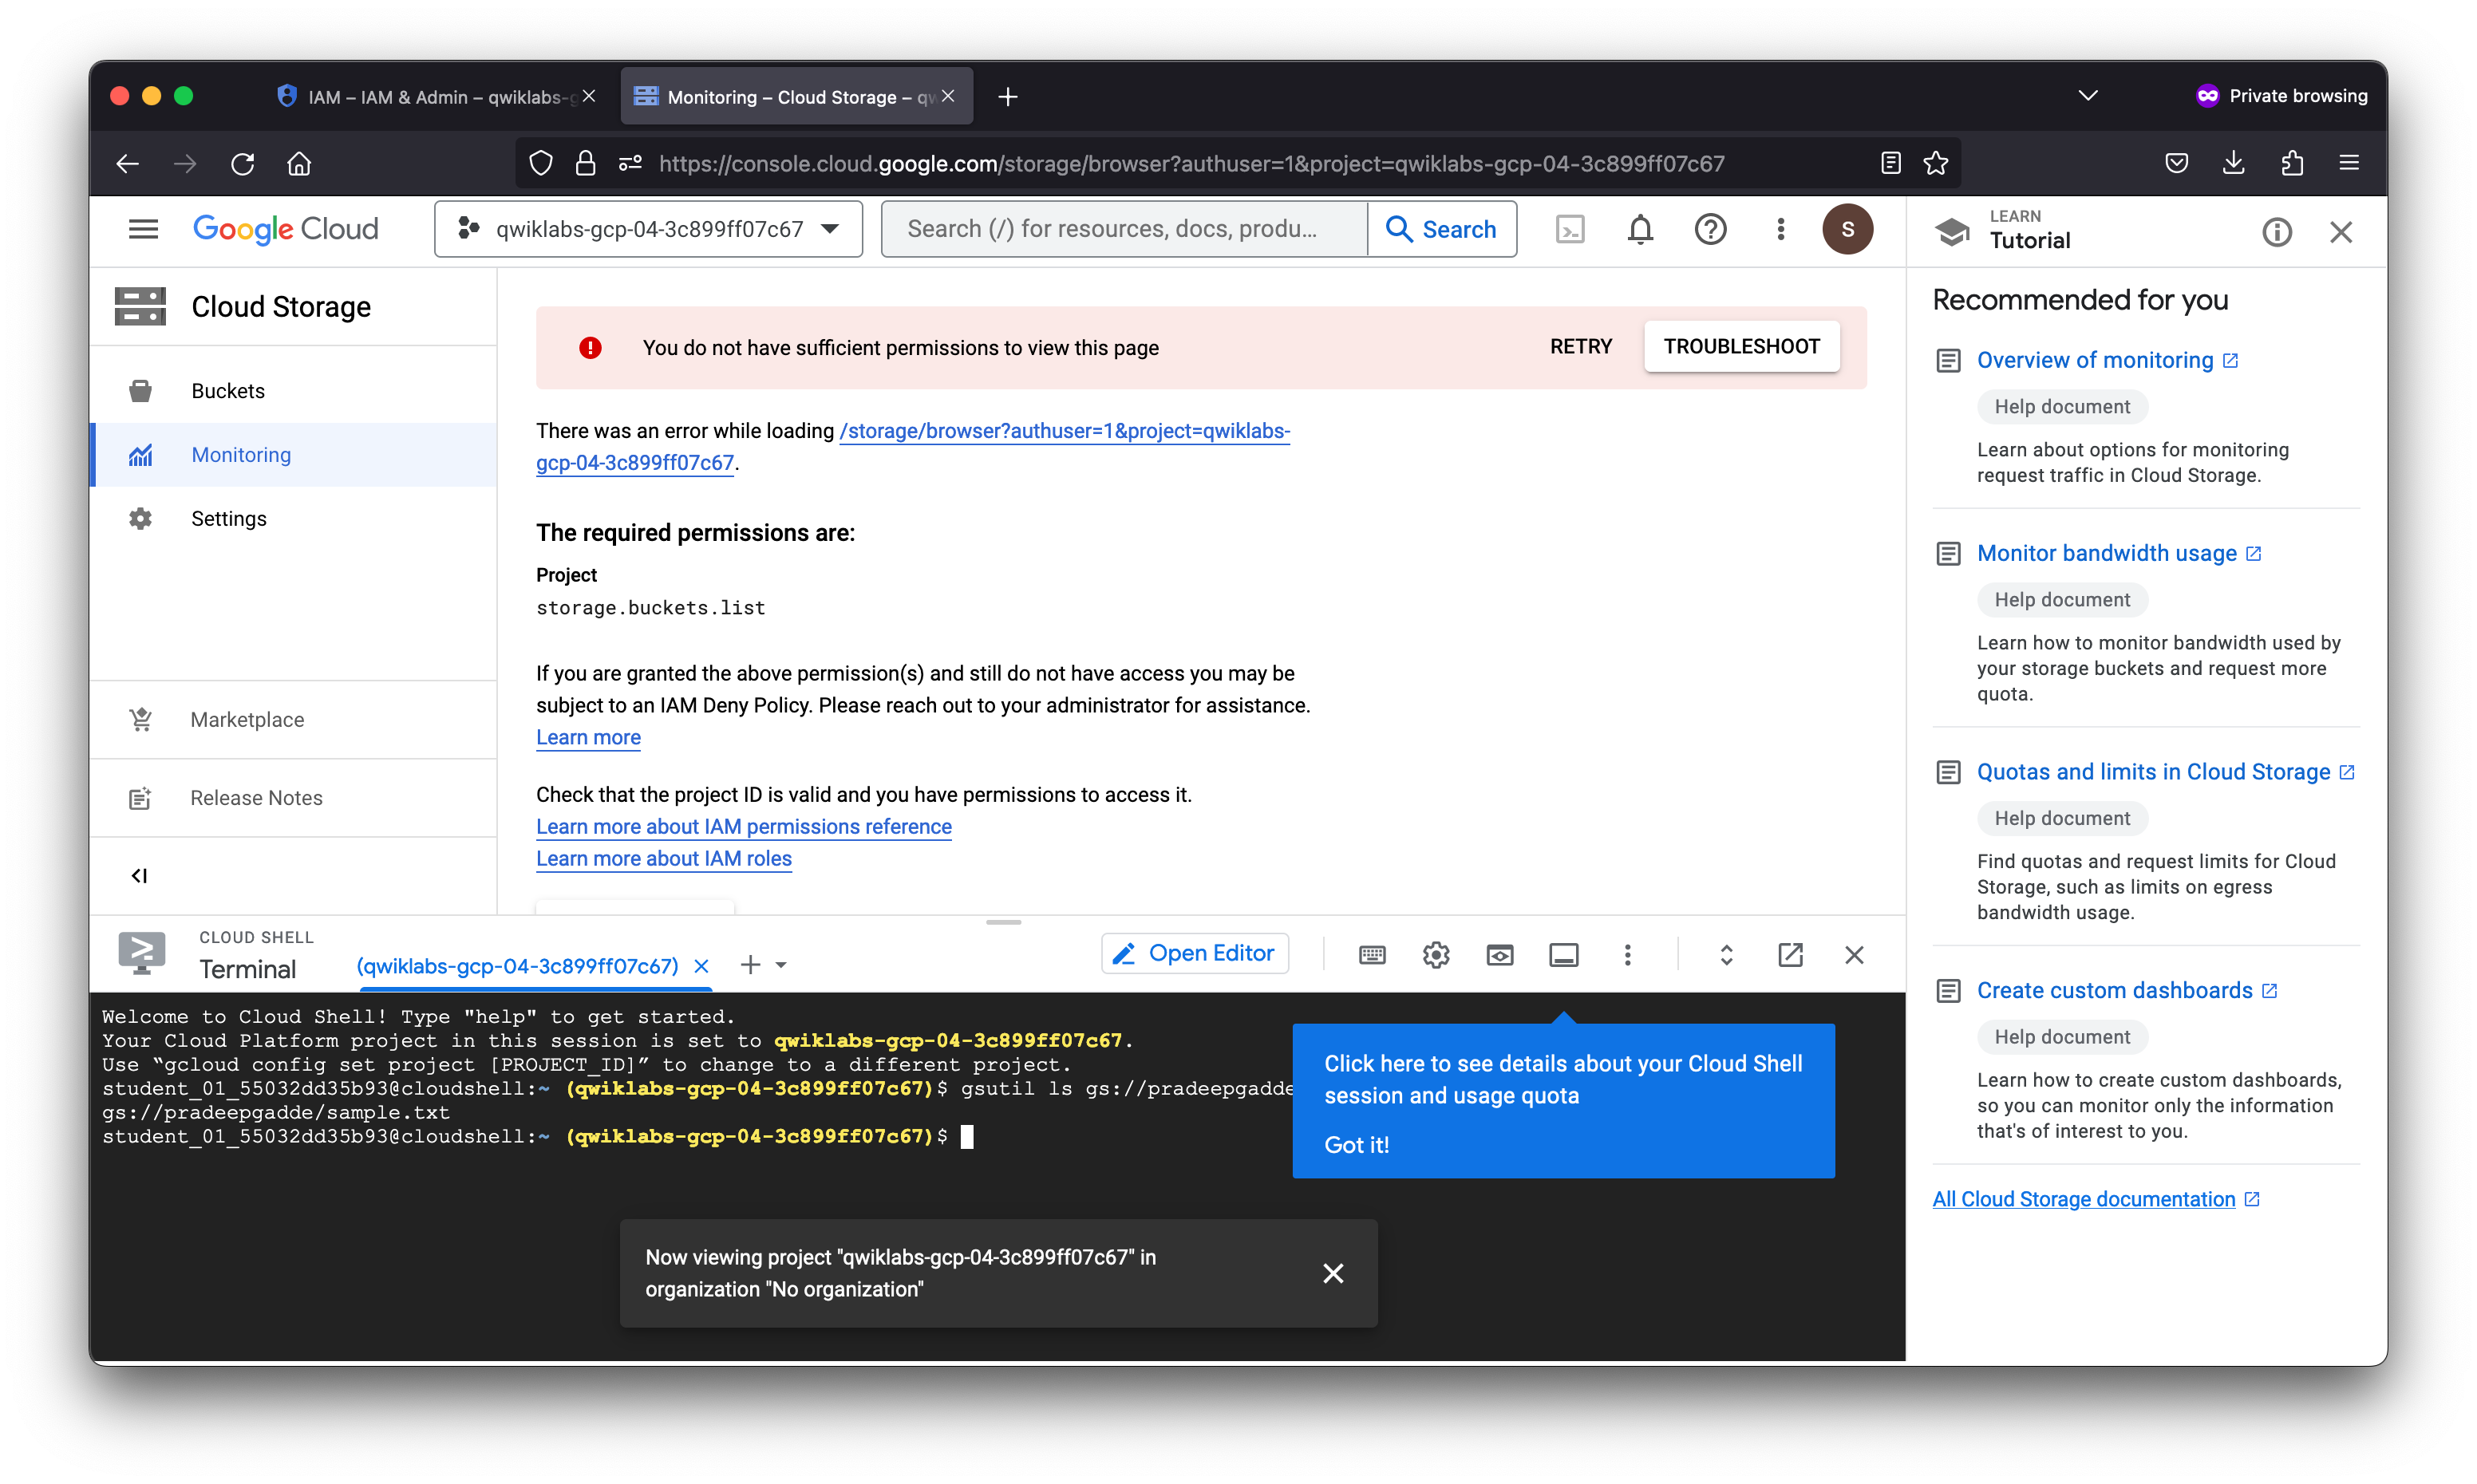 IAM – IAM & Admin – qwiklabs-g
Monitoring – Cloud Storage – qw
Private browsing
https://console.cloud.google.com/storage/browser?authuser=1&project=qwiklabs-gcp-04-3c899ff07c67
Google Cloud
qwiklabs-gcp-04-3c899ff07c67
Search (/) for resources, docs, produ...
Search
S
LEARN
Tutorial
Cloud Storage
Buckets
Monitoring
Settings
Marketplace
Release Notes
You do not have sufficient permissions to view this page
RETRY
TROUBLESHOOT
There was an error while loading /storage/browser?authuser=1&project=qwiklabs-
gcp-04-3c899ff07c67.
The required permissions are:
Project
storage.buckets.list
If you are granted the above permission(s) and still do not have access you may be
subject to an IAM Deny Policy. Please reach out to your administrator for assistance.
Learn more
Check that the project ID is valid and you have permissions to access it.
Learn more about IAM permissions reference
Learn more about IAM roles
Recommended for you
Overview of monitoring
Help document
Learn about options for monitoring
request traffic in Cloud Storage.
Monitor bandwidth usage
Help document
Learn how to monitor bandwidth used by
your storage buckets and request more
quota.
Quotas and limits in Cloud Storage
Help document
Find quotas and request limits for Cloud
Storage, such as limits on egress
bandwidth usage.
Create custom dashboards
Help document
Learn how to create custom dashboards,
so you can monitor only the information
that's of interest to you.
All Cloud Storage documentation
CLOUD SHELL
Terminal
(qwiklabs-gcp-04-3c899ff07c67)
Open Editor
Welcome to Cloud Shell! Type "help" to get started.
Your Cloud Platform project in this session is set to qwiklabs-gcp-04-3c899ff07c67.
Use “gcloud config set project [PROJECT_ID]” to change to a different project.
student_01_55032dd35b93@cloudshell:~ (qwiklabs-gcp-04-3c899ff07c67)$ gsutil ls gs://pradeepgadde
gs://pradeepgadde/sample.txt
student_01_55032dd35b93@cloudshell:~ (qwiklabs-gcp-04-3c899ff07c67)$
Click here to see details about your Cloud Shell
session and usage quota
Got it!
Now viewing project "qwiklabs-gcp-04-3c899ff07c67" in
organization "No organization"